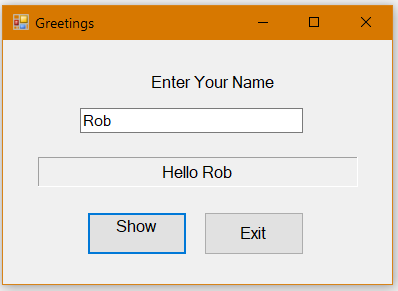 Greetings
Enter Your Name
Rob
Hello Rob
Show
Exit